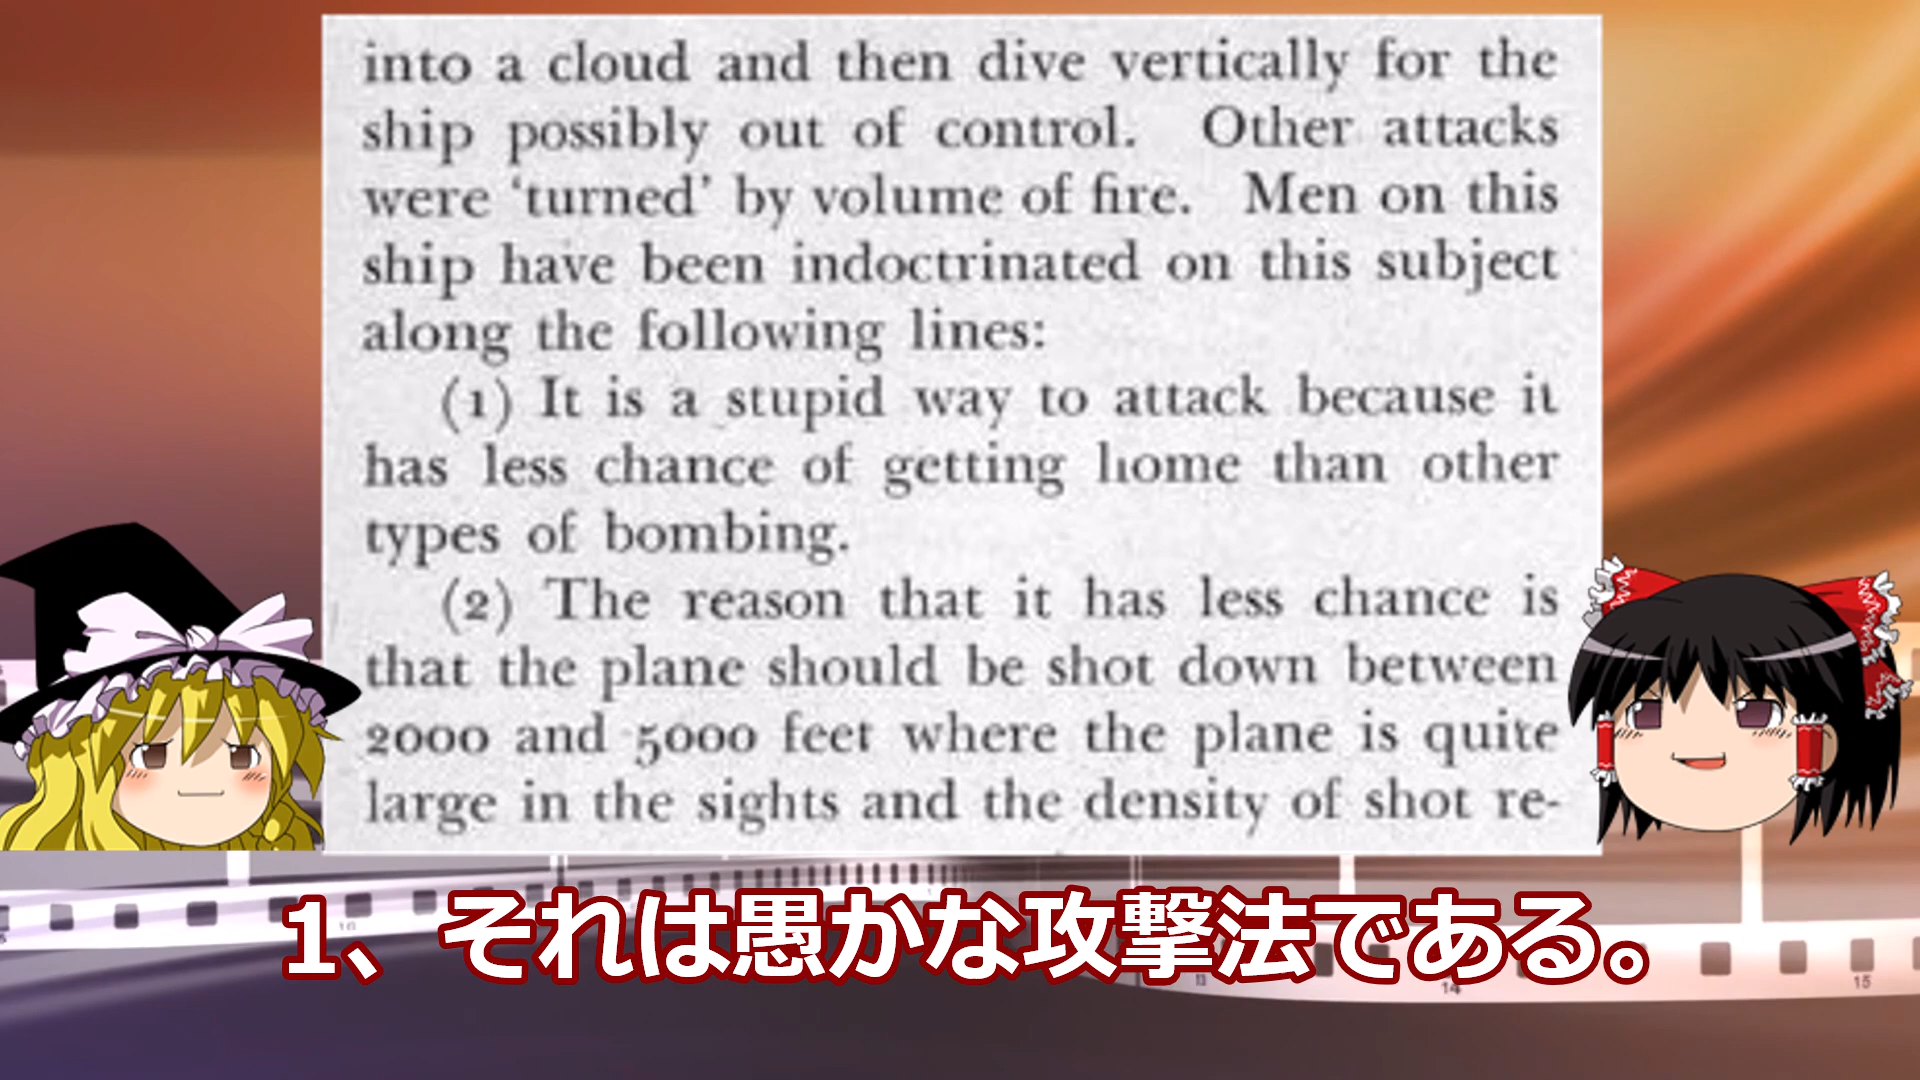 into a cloud and then dive vertically for the
ship possibly out of control. Other attacks
were ‘turned’ by volume of fire. Men on this
ship have been indoctrinated on this subject
along the following lines:
(1) It is a stupid way to attack because it
has less chance of getting home than other
types of bombing.
(2) The reason that it has less chance is
that the plane should be shot down between
2000 and 5000 feet where the plane is quite
large in the sights and the density of shot re-
1、それは愚かな攻撃法である。
10
13
14
15